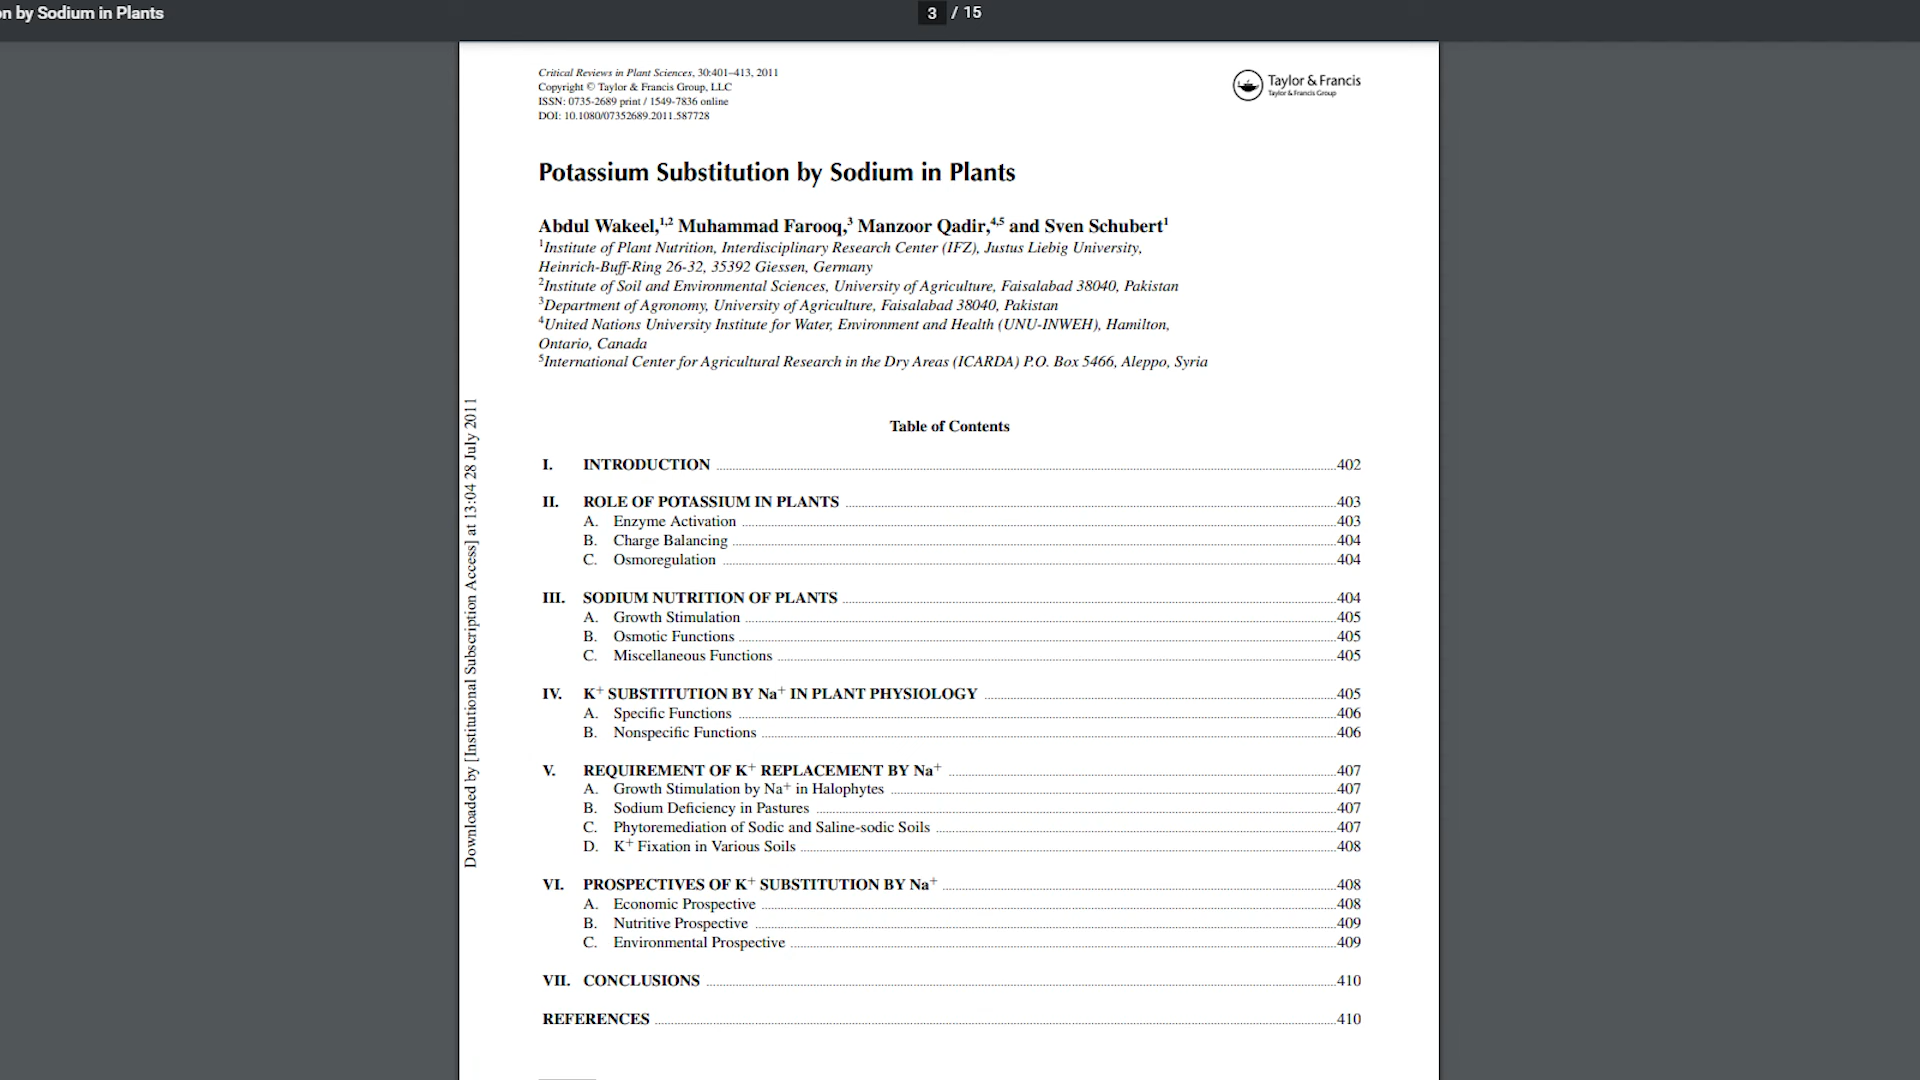 on by Sodium in Plants
3 / 15
Critical Reviews in Plant Sciences, 30:401–413, 2011
Copyright © Taylor & Francis Group, LLC
ISSN: 0735-2689 print / 1549-7836 online
DOI: 10.1080/07352689.2011.587728
Taylor & Francis
Taylor & Francis Group
Potassium Substitution by Sodium in Plants
Abdul Wakeel,1,2 Muhammad Farooq,3 Manzoor Qadir,4,5 and Sven Schubert1
1Institute of Plant Nutrition, Interdisciplinary Research Center (IFZ), Justus Liebig University,
Heinrich-Buff-Ring 26-32, 35392 Giessen, Germany
2Institute of Soil and Environmental Sciences, University of Agriculture, Faisalabad 38040, Pakistan
3Department of Agronomy, University of Agriculture, Faisalabad 38040, Pakistan
4United Nations University Institute for Water, Environment and Health (UNU-INWEH), Hamilton,
Ontario, Canada
5International Center for Agricultural Research in the Dry Areas (ICARDA) P.O. Box 5466, Aleppo, Syria
Downloaded by [Institutional Subscription Access] at 13:04 28 July 2011
Table of Contents
I. INTRODUCTION 402
II. ROLE OF POTASSIUM IN PLANTS 403
A. Enzyme Activation 403
B. Charge Balancing 404
C. Osmoregulation 404
III. SODIUM NUTRITION OF PLANTS 404
A. Growth Stimulation 405
B. Osmotic Functions 405
C. Miscellaneous Functions 405
IV. K+ SUBSTITUTION BY Na+ IN PLANT PHYSIOLOGY 405
A. Specific Functions 406
B. Nonspecific Functions 406
V. REQUIREMENT OF K+ REPLACEMENT BY Na+ 407
A. Growth Stimulation by Na+ in Halophytes 407
B. Sodium Deficiency in Pastures 407
C. Phytoremediation of Sodic and Saline-sodic Soils 407
D. K+ Fixation in Various Soils 408
VI. PROSPECTIVES OF K+ SUBSTITUTION BY Na+ 408
A. Economic Prospective 408
B. Nutritive Prospective 409
C. Environmental Prospective 409
VII. CONCLUSIONS 410
REFERENCES 410